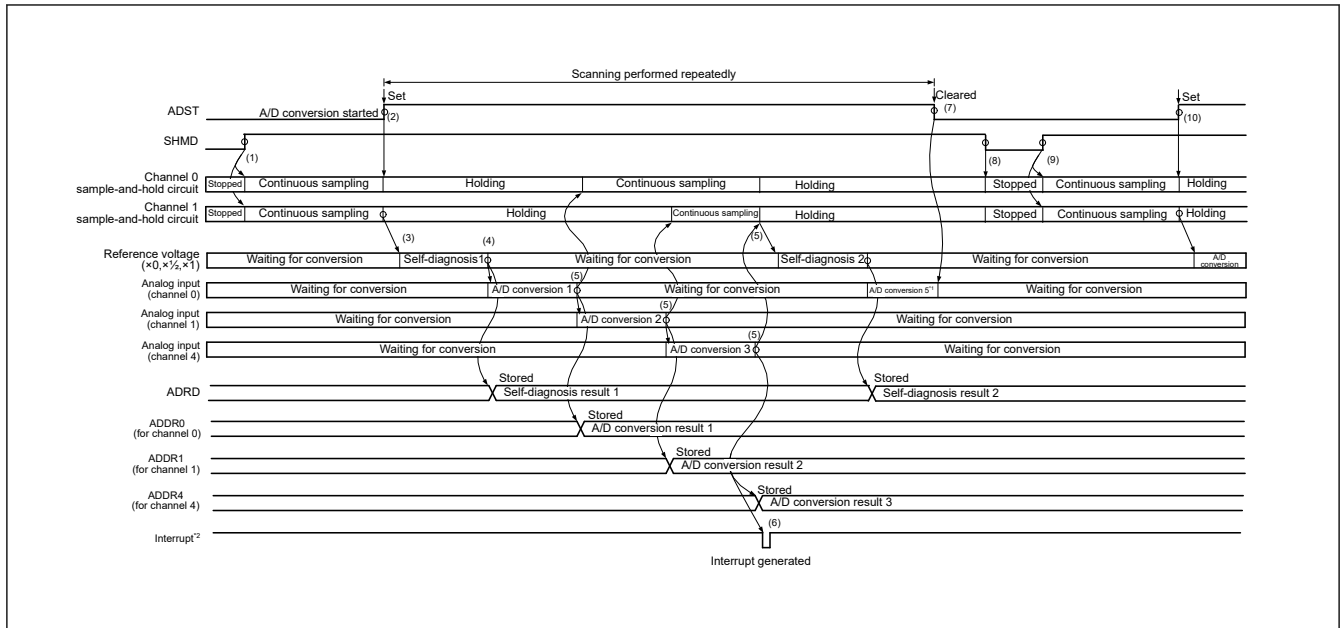 Scanning performed repeatedly
Set Cleared Set
ADST A/D conversion started (2) (7) (10)
SHMD (1) (8) (9)
Channel 0
sample-and-hold circuit Stopped Continuous sampling Holding Continuous sampling Holding Stopped Continuous sampling Holding
Channel 1
sample-and-hold circuit Stopped Continuous sampling Holding Continuous sampling Holding Stopped Continuous sampling Holding
(3) (4) (5)
Reference voltage
(×0,×½,×1) Waiting for conversion Self-diagnosis1 Waiting for conversion Self-diagnosis 2 Waiting for conversion A/D
conversion
Analog input
(channel 0) Waiting for conversion A/D conversion 1 (5) Waiting for conversion A/D conversion 5*1 Waiting for conversion
Analog input
(channel 1) Waiting for conversion A/D conversion 2 (5) Waiting for conversion
Analog input
(channel 4) Waiting for conversion A/D conversion 3 (5) Waiting for conversion
Stored Stored
ADRD Self-diagnosis result 1 Self-diagnosis result 2
Stored
ADDR0
(for channel 0) A/D conversion result 1
Stored
ADDR1
(for channel 1) A/D conversion result 2
Stored
ADDR4
(for channel 4) A/D conversion result 3
Interrupt*2 (6)
Interrupt generated